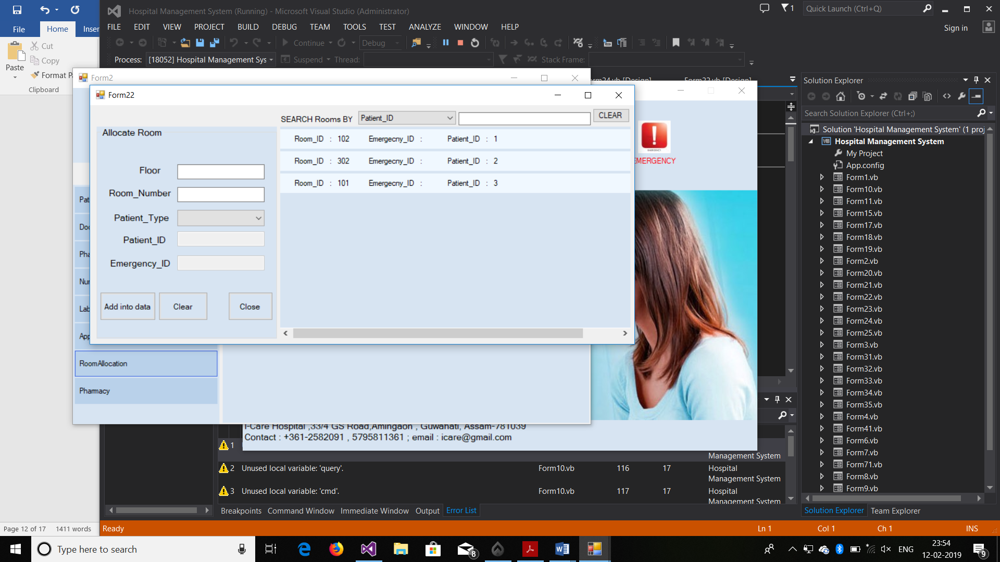 Hospital Management System (Running) - Microsoft Visual Studio (Administrator)
1
Quick Launch (Ctrl+Q)
File Home Inser
FILE EDIT VIEW PROJECT BUILD DEBUG TEAM TOOLS TEST ANALYZE WINDOW HELP
Sign in
Cut
Copy
Paste
Format P
Clipboard
Continue
Debug
Process: [18052] Hospital Management Sys
Suspend
Thread:
Stack Frame:
Form2
Form22.vb [Design]
Form22
SEARCH Rooms BY Patient_ID CLEAR
Allocate Room
Floor
Room_Number
Patient_Type
Patient_ID
Emergency_ID
Add into data Clear Close
Room_ID : 102 Emergecny_ID : Patient_ID : 1
Room_ID : 302 Emergecny_ID : Patient_ID : 2
Room_ID : 101 Emergecny_ID : Patient_ID : 3
Pat
Doc
Pha
Nur
Lab
App
RoomAllocation
Pharmacy
EMERGENCY
MERGENCY
I-Care Hospital ,33/4 GS Road,Amingaon , Guwahati, Assam-781039
Contact : +361-2582091 , 5795811361 ; email : icare@gmail.com
1
Management System
2 Unused local variable: 'query'. Form10.vb 116 17 Hospital
Management System
3 Unused local variable: 'cmd'. Form10.vb 117 17 Hospital
Management System
Breakpoints Command Window Immediate Window Output Error List
Solution Explorer
Search Solution Explorer (Ctrl+;)
Solution 'Hospital Management System' (1 proj
VB Hospital Management System
My Project
App.config
Form1.vb
Form10.vb
Form11.vb
Form15.vb
Form17.vb
Form18.vb
Form19.vb
Form2.vb
Form20.vb
Form21.vb
Form22.vb
Form23.vb
Form24.vb
Form25.vb
Form3.vb
Form31.vb
Form32.vb
Form33.vb
Form34.vb
Form35.vb
Form4.vb
Form41.vb
Form6.vb
Form7.vb
Form71.vb
Form8.vb
Form9.vb
Solution Explorer Team Explorer
Page 12 of 17 1411 words
Ready Ln 1 Col 1 Ch 1 INS
Type here to search
8
ENG
23:54
12-02-2019
9